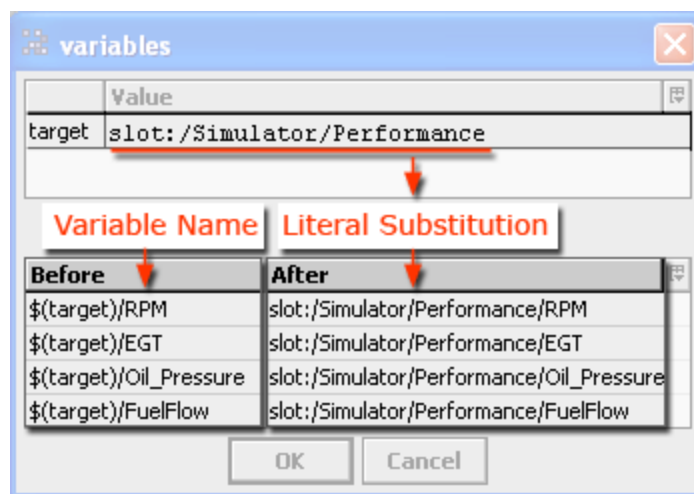 variables
Value
target slot:/Simulator/Performance
Variable Name Literal Substitution
Before After
$(target)/RPM slot:/Simulator/Performance/RPM
$(target)/EGT slot:/Simulator/Performance/EGT
$(target)/Oil_Pressure slot:/Simulator/Performance/Oil_Pressure
$(target)/FuelFlow slot:/Simulator/Performance/FuelFlow
OK Cancel